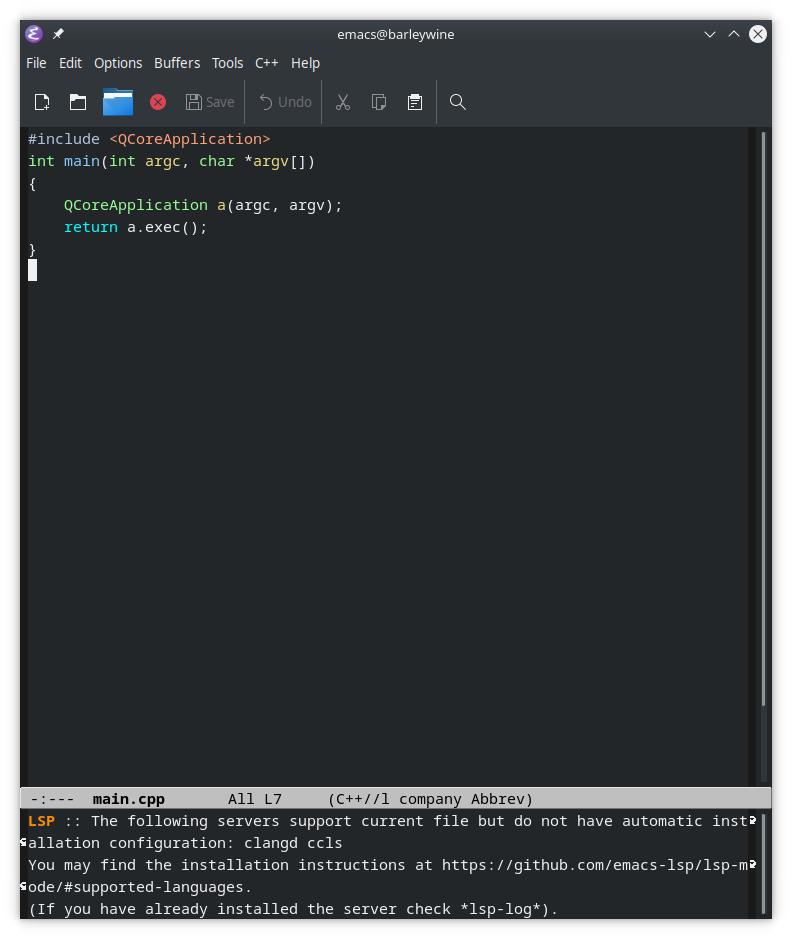 emacs@barleywine
File Edit Options Buffers Tools C++ Help
Save Undo
#include <QCoreApplication>
int main(int argc, char *argv[])
{
    QCoreApplication a(argc, argv);
    return a.exec();
}
-:---  main.cpp       All L7     (C++//l company Abbrev)
LSP :: The following servers support current file but do not have automatic inst
allation configuration: clangd ccls
You may find the installation instructions at https://github.com/emacs-lsp/lsp-m
ode/#supported-languages.
(If you have already installed the server check *lsp-log*).